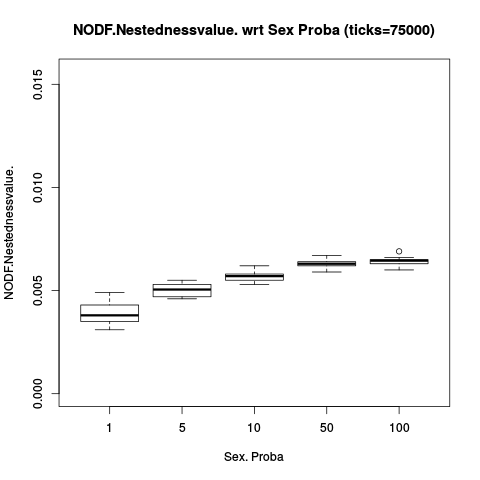 NODF.Nestednessvalue. wrt Sex Proba (ticks=75000)
NODF.Nestednessvalue.
0.015
0.010
0.005
0.000
1 5 10 50 100
Sex. Proba